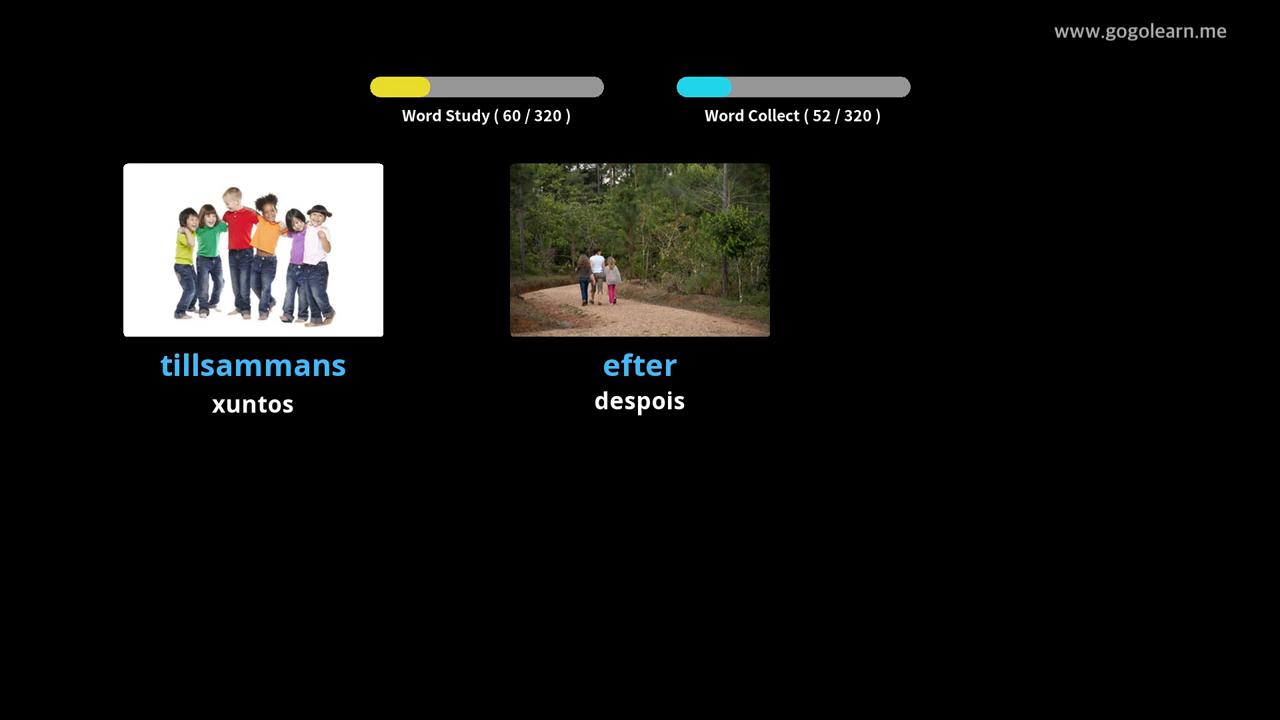 www.gogolearn.me
Word Study ( 60 / 320 )
Word Collect ( 52 / 320 )
tillsammans
xuntos
efter
despois